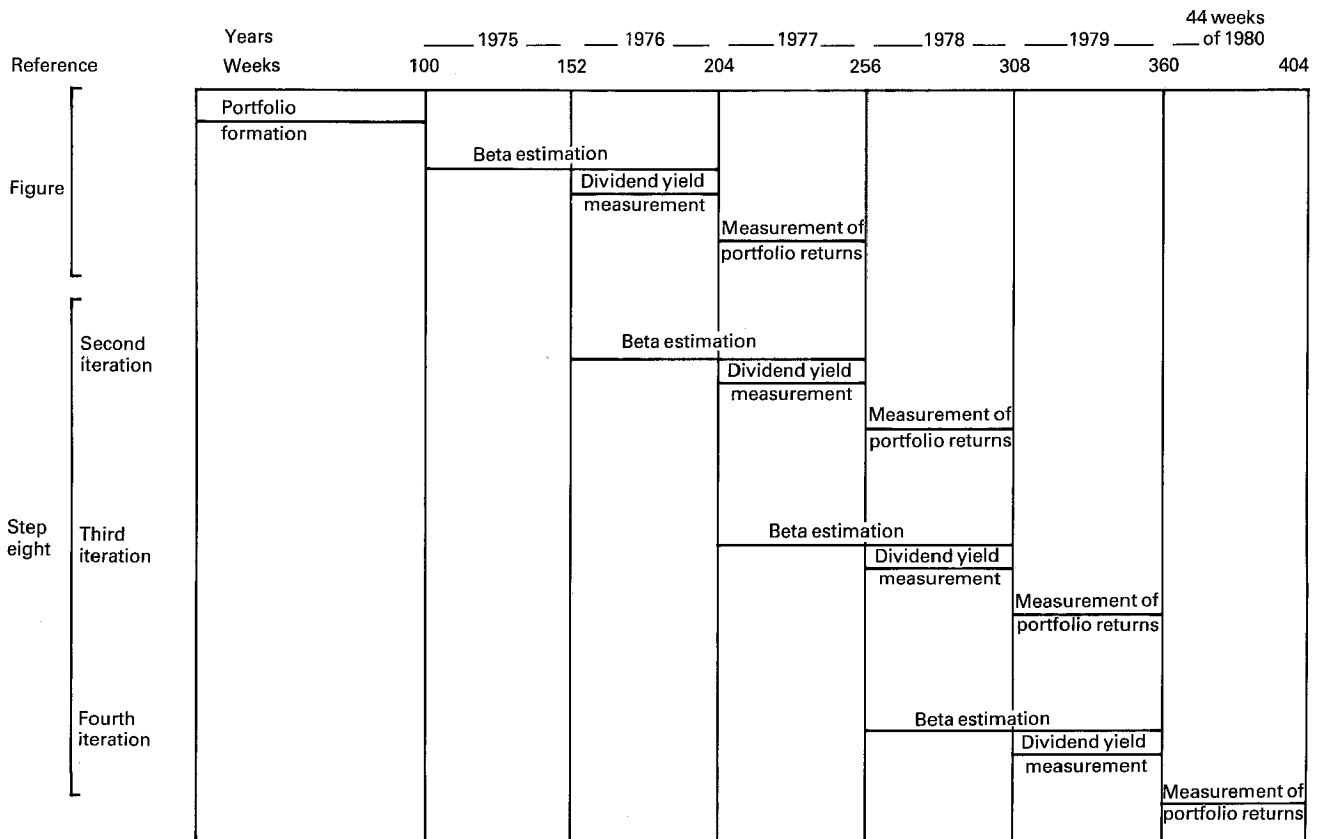 44 weeks
Years 1975 1976 1977 1978 1979 of 1980
Reference Weeks 100 152 204 256 308 360 404
Portfolio
formation
Beta estimation
Figure
Dividend yield
measurement
Measurement of
portfolio returns
Second
iteration
Beta estimation
Dividend yield
measurement
Measurement of
portfolio returns
Step
eight
Third
iteration
Beta estimation
Dividend yield
measurement
Measurement of
portfolio returns
Fourth
iteration
Beta estimation
Dividend yield
measurement
Measurement of
portfolio returns